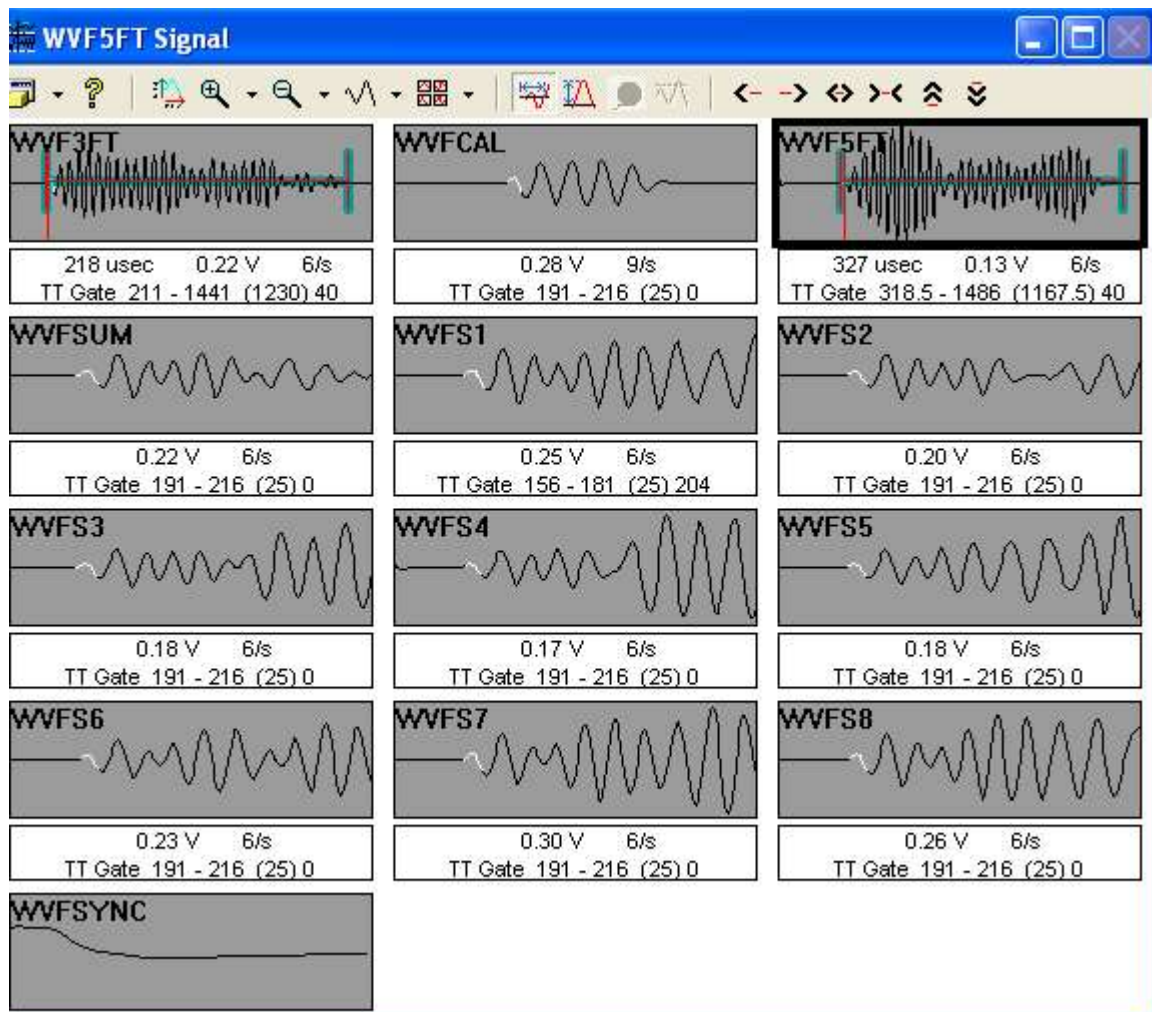 WVF5FT Signal
WVF3FT
218 usec 0.22 V 6/s
TT Gate 211 - 1441 (1230) 40
WVFCAL
0.28 V 9/s
TT Gate 191 - 216 (25) 0
WVF5FT
327 usec 0.13 V 6/s
TT Gate 318.5 - 1486 (1167.5) 40
WVFSUM
0.22 V 6/s
TT Gate 191 - 216 (25) 0
WVFS1
0.25 V 6/s
TT Gate 156 - 181 (25) 204
WVFS2
0.20 V 6/s
TT Gate 191 - 216 (25) 0
WVFS3
0.18 V 6/s
TT Gate 191 - 216 (25) 0
WVFS4
0.17 V 6/s
TT Gate 191 - 216 (25) 0
WVFS5
0.18 V 6/s
TT Gate 191 - 216 (25) 0
WVFS6
0.23 V 6/s
TT Gate 191 - 216 (25) 0
WVFS7
0.30 V 6/s
TT Gate 191 - 216 (25) 0
WVFS8
0.26 V 6/s
TT Gate 191 - 216 (25) 0
WVFSYNC